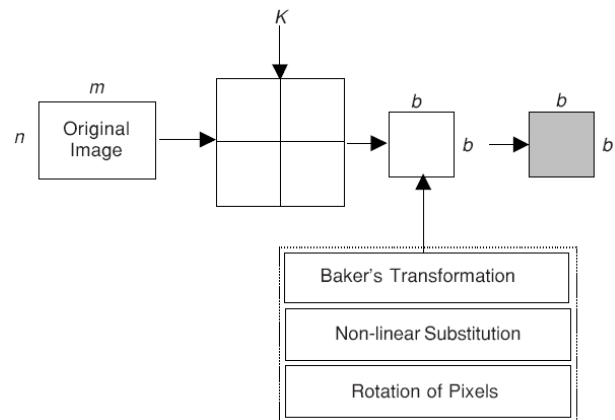 K
m
n
Original
Image
b
b
b
b
Baker's Transformation
Non-linear Substitution
Rotation of Pixels